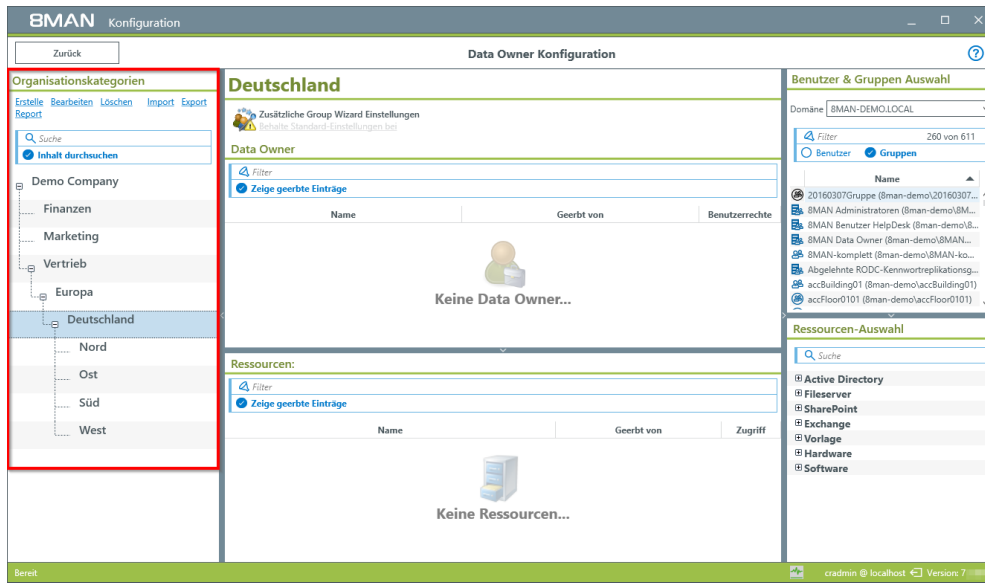 8MAN Konfiguration
Zurück
Data Owner Konfiguration
?
Organisationskategorien
Erstelle Bearbeiten Löschen Import Export
Report
Suche
Inhalt durchsuchen
Demo Company
Finanzen
Marketing
Vertrieb
Europa
Deutschland
Nord
Ost
Süd
West
Deutschland
Zusätzliche Group Wizard Einstellungen
Behalte Standard-Einstellungen bei
Data Owner
Filter
Zeige geerbte Einträge
Name Geerbt von Benutzerrechte
Keine Data Owner...
Ressourcen:
Filter
Zeige geerbte Einträge
Name Geerbt von Zugriff
Keine Ressourcen...
Benutzer & Gruppen Auswahl
Domäne 8MAN-DEMO.LOCAL
Filter 260 von 611
Benutzer Gruppen
Name
20160307Gruppe (8man-demo\20160307...
8MAN Administratoren (8man-demo\8M...
8MAN Benutzer HelpDesk (8man-demo\8...
8MAN Data Owner (8man-demo\8MAN...
8MAN-komplett (8man-demo\8MAN-ko...
Abgelehnte RODC-Kennwortreplikationsg...
accBuilding01 (8man-demo\accBuilding01)
accFloor0101 (8man-demo\accFloor0101)
Ressourcen-Auswahl
Suche
Active Directory
Fileserver
SharePoint
Exchange
Vorlage
Hardware
Software
Bereit
cradmin @ localhost Version: 7